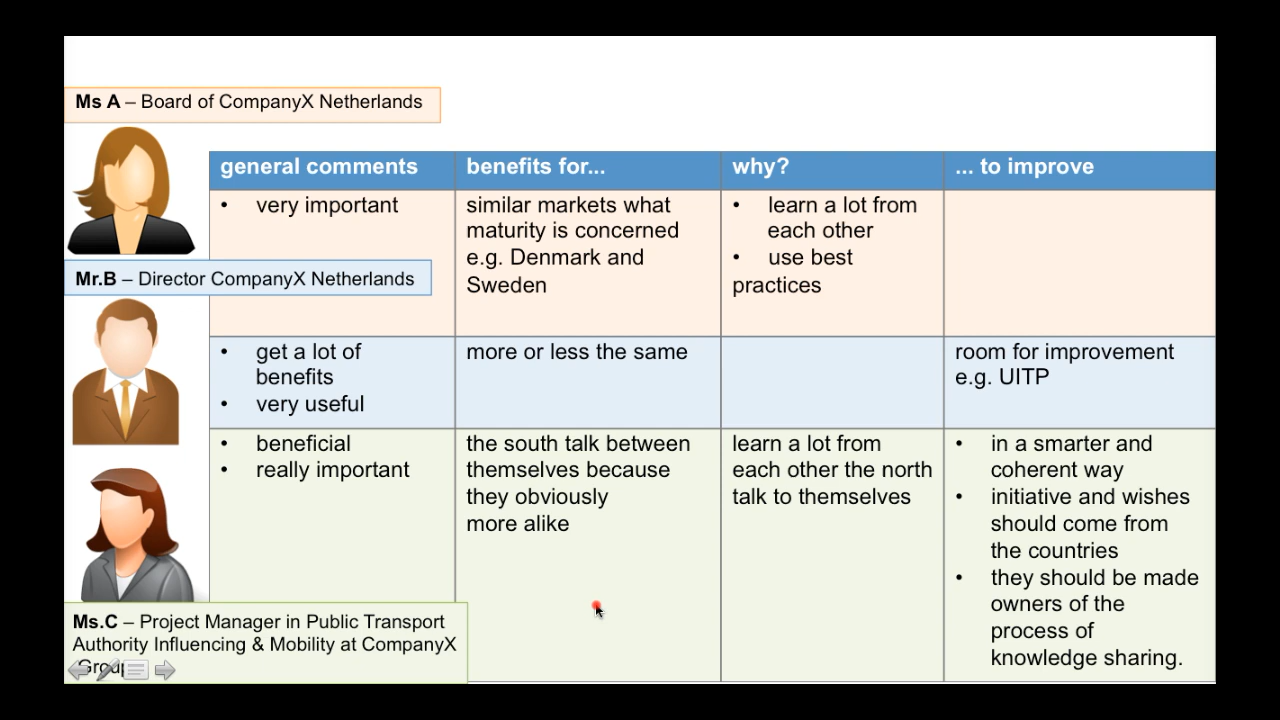 Ms A – Board of CompanyX Netherlands
general comments
benefits for...
why?
... to improve
• very important
similar markets what
maturity is concerned
e.g. Denmark and
Sweden
• learn a lot from
each other
• use best
practices
Mr.B – Director CompanyX Netherlands
• get a lot of
benefits
• very useful
more or less the same
room for improvement
e.g. UITP
• beneficial
• really important
the south talk between
themselves because
they obviously
more alike
learn a lot from
each other the north
talk to themselves
• in a smarter and
coherent way
• initiative and wishes
should come from
the countries
• they should be made
owners of the
process of
knowledge sharing.
Ms.C – Project Manager in Public Transport
Authority Influencing & Mobility at CompanyX
Group